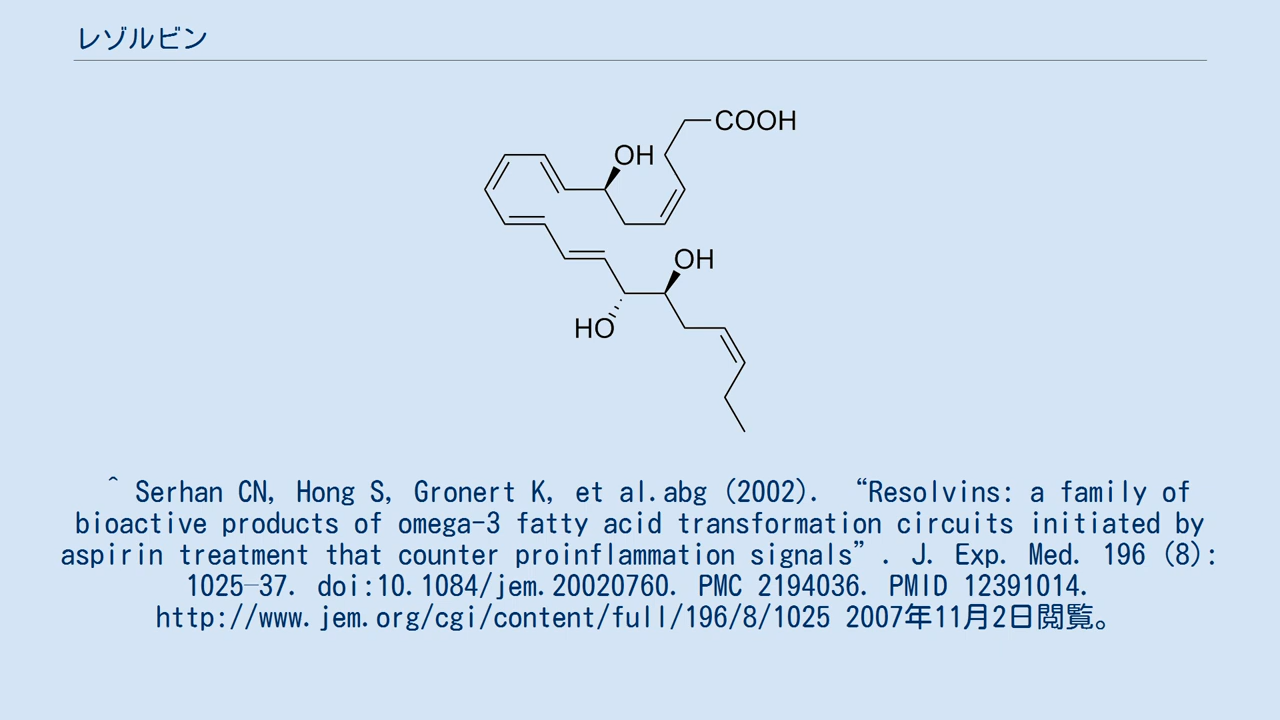 レゾルビン
COOH
OH
OH
HO
^ Serhan CN, Hong S, Gronert K, et al.abg (2002). “Resolvins: a family of
bioactive products of omega-3 fatty acid transformation circuits initiated by
aspirin treatment that counter proinflammation signals”. J. Exp. Med. 196 (8):
1025–37. doi:10.1084/jem.20020760. PMC 2194036. PMID 12391014.
http://www.jem.org/cgi/content/full/196/8/1025 2007年11月2日閲覧。